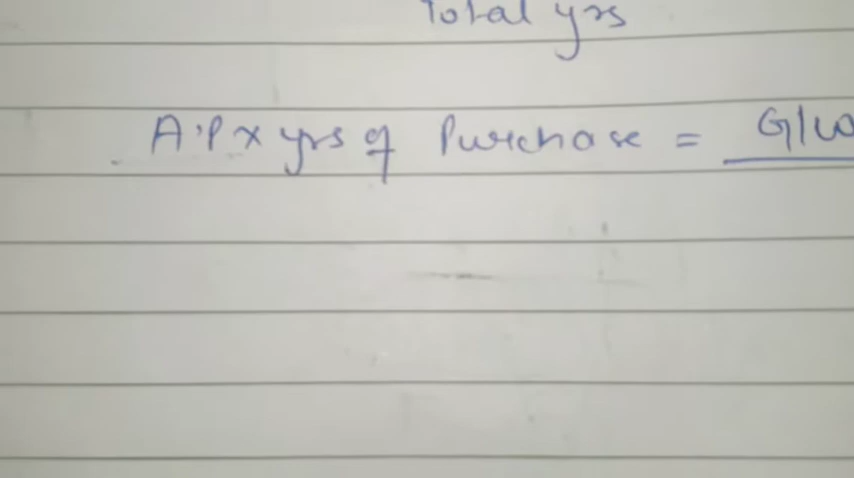 Total yrs
A.P x yrs of Purchase = G/w